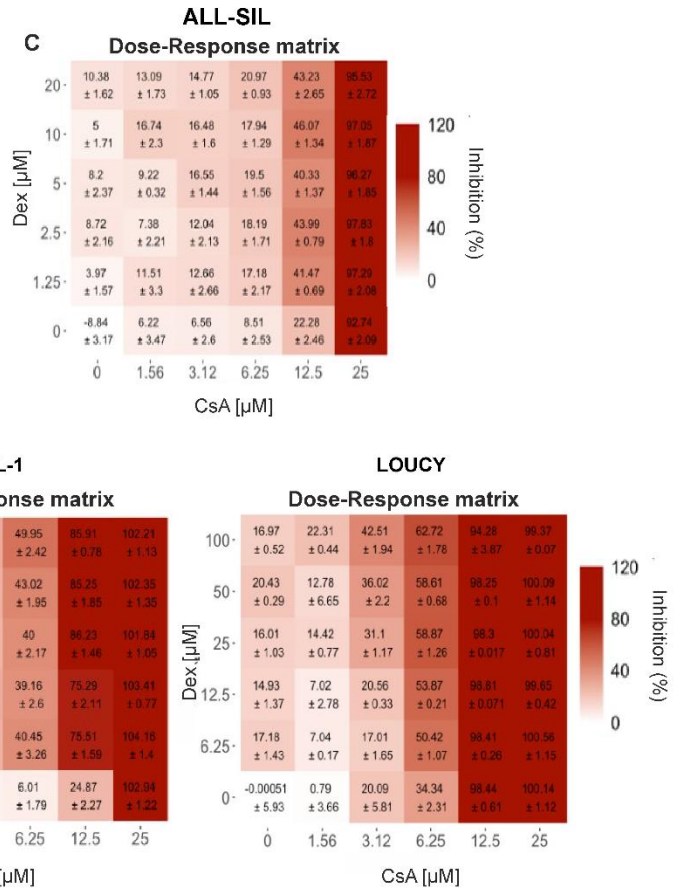 ALL-SIL
C
Dose-Response matrix
20 10.38 13.09 14.77 20.97 43.23 95.53
± 1.62 ± 1.73 ± 1.05 ± 0.93 ± 2.65 ± 2.72
10 5 16.74 16.48 17.94 46.07 97.05
± 1.71 ± 2.3 ± 1.6 ± 1.29 ± 1.34 ± 1.87
5 8.2 9.22 16.55 19.5 40.33 96.27
± 2.37 ± 0.32 ± 1.44 ± 1.56 ± 1.37 ± 1.85
2.5 8.72 7.38 12.04 18.19 43.99 97.83
± 2.16 ± 2.21 ± 2.13 ± 1.71 ± 0.79 ± 1.8
1.25 3.97 11.51 12.66 17.18 41.47 97.29
± 1.57 ± 3.3 ± 2.66 ± 2.17 ± 0.69 ± 2.08
0 -8.84 6.22 6.56 8.51 22.28 92.74
± 3.17 ± 3.47 ± 2.6 ± 2.53 ± 2.46 ± 2.09
0 1.56 3.12 6.25 12.5 25
CsA [µM]
Dex [µM]
120
80
40
0
Inhibition (%)
L-1
onse matrix
49.95 85.91 102.21
± 2.42 ± 0.78 ± 1.13
43.02 85.25 102.35
± 1.95 ± 1.85 ± 1.35
40 86.23 101.84
± 2.17 ± 1.46 ± 1.05
39.16 75.29 103.41
± 2.6 ± 2.11 ± 0.77
40.45 75.51 104.16
± 3.26 ± 1.59 ± 1.4
6.01 24.87 102.94
± 1.79 ± 2.27 ± 1.22
6.25 12.5 25
[µM]
LOUCY
Dose-Response matrix
100 16.97 22.31 42.51 62.72 94.28 99.37
± 0.52 ± 0.44 ± 1.94 ± 1.78 ± 3.87 ± 0.07
50 20.43 12.78 36.02 58.61 98.25 100.09
± 0.29 ± 6.65 ± 2.2 ± 0.68 ± 0.1 ± 1.14
25 16.01 14.42 31.1 58.87 98.3 100.04
± 1.03 ± 0.77 ± 1.17 ± 1.26 ± 0.017 ± 0.81
12.5 14.93 7.02 20.56 53.87 98.81 99.65
± 1.37 ± 2.78 ± 0.33 ± 0.21 ± 0.071 ± 0.42
6.25 17.18 7.04 17.01 50.42 98.41 100.56
± 1.43 ± 0.17 ± 1.65 ± 1.07 ± 0.26 ± 1.15
0 -0.00051 0.79 20.09 34.34 98.44 100.14
± 5.93 ± 3.66 ± 5.81 ± 2.31 ± 0.61 ± 1.12
0 1.56 3.12 6.25 12.5 25
CsA [µM]
Dex.[µM]
120
80
40
0
Inhibition (%)